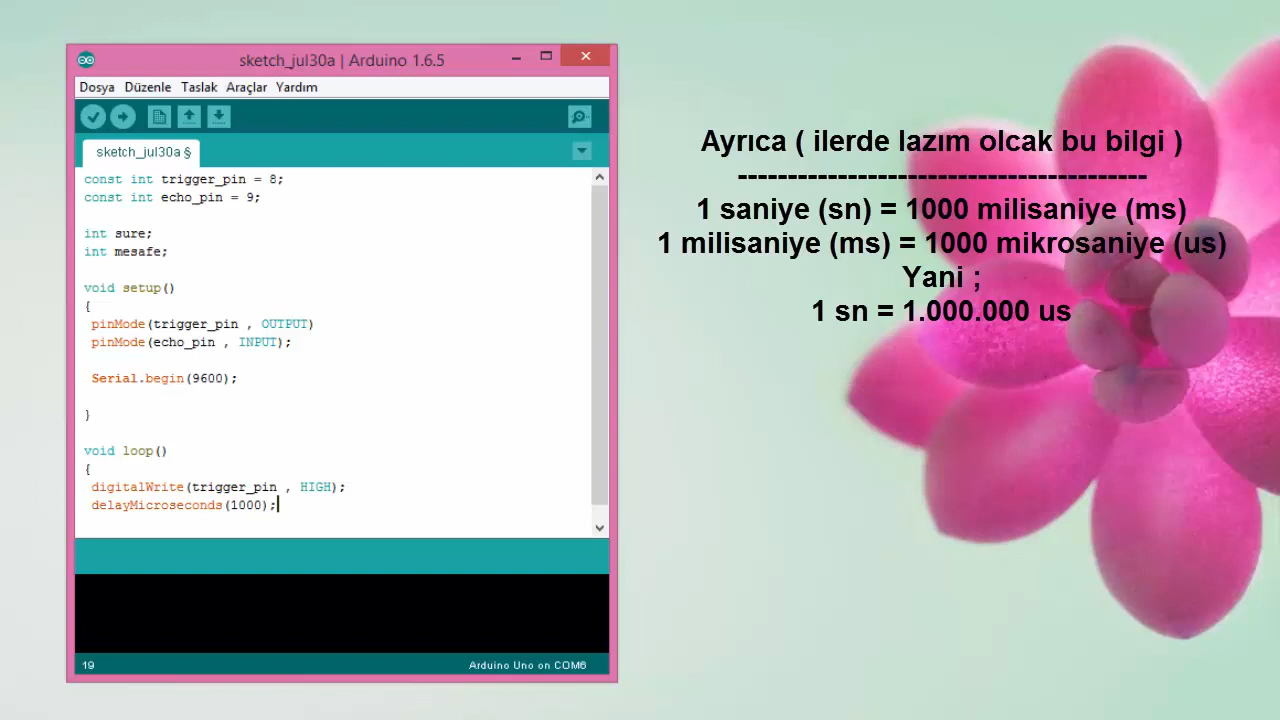 sketch_jul30a | Arduino 1.6.5
Dosya Düzenle Taslak Araçlar Yardım
sketch_jul30a §
const int trigger_pin = 8;
const int echo_pin = 9;
int sure;
int mesafe;
void setup()
{
pinMode(trigger_pin , OUTPUT)
pinMode(echo_pin , INPUT);
Serial.begin(9600);
}
void loop()
{
digitalWrite(trigger_pin , HIGH);
delayMicroseconds(1000);
19
Arduino Uno on COM6
Ayrıca ( ilerde lazım olcak bu bilgi )
-----------------------------------------
1 saniye (sn) = 1000 milisaniye (ms)
1 milisaniye (ms) = 1000 mikrosaniye (us)
Yani ;
1 sn = 1.000.000 us